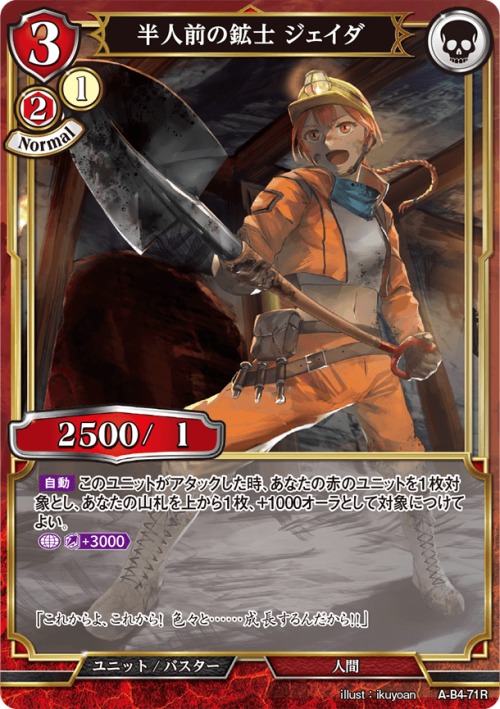 3
半人前の鉱士 ジェイダ
2
1
Normal
2500/ 1
自動 このユニットがアタックした時、あなたの赤のユニットを1枚対
象とし、あなたの山札を上から1枚、+1000オーラとして対象につけて
よい。
+3000
「これからよ、これから! 色々と……成長するんだから!!」
ユニット / バスター
人間
illust : ikuyoan
A-B4-71R